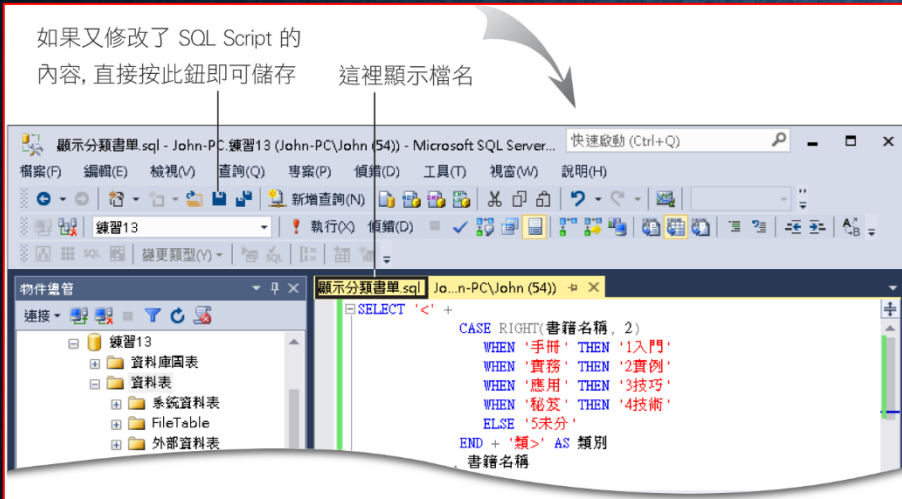 如果又修改了 SQL Script 的
內容, 直接按此鈕即可儲存
這裡顯示檔名
顯示分類書單.sql - John-PC.練習13 (John-PC\John (54)) - Microsoft SQL Server...
快速啟動 (Ctrl+Q)
檔案(F) 編輯(E) 檢視(V) 查詢(Q) 專案(P) 偵錯(D) 工具(T) 視窗(W) 說明(H)
新增查詢(N)
練習13 執行(X) 偵錯(D)
變更類型(Y)
物件總管
顯示分類書單.sql Jo...n-PC\John (54))
連接
練習13
資料庫圖表
資料表
系統資料表
FileTable
外部資料表
SELECT '<' +
CASE RIGHT(書籍名稱, 2)
WHEN '手冊' THEN '1入門'
WHEN '實務' THEN '2實例'
WHEN '應用' THEN '3技巧'
WHEN '秘笈' THEN '4技術'
ELSE '5未分'
END + '類>' AS 類別
, 書籍名稱